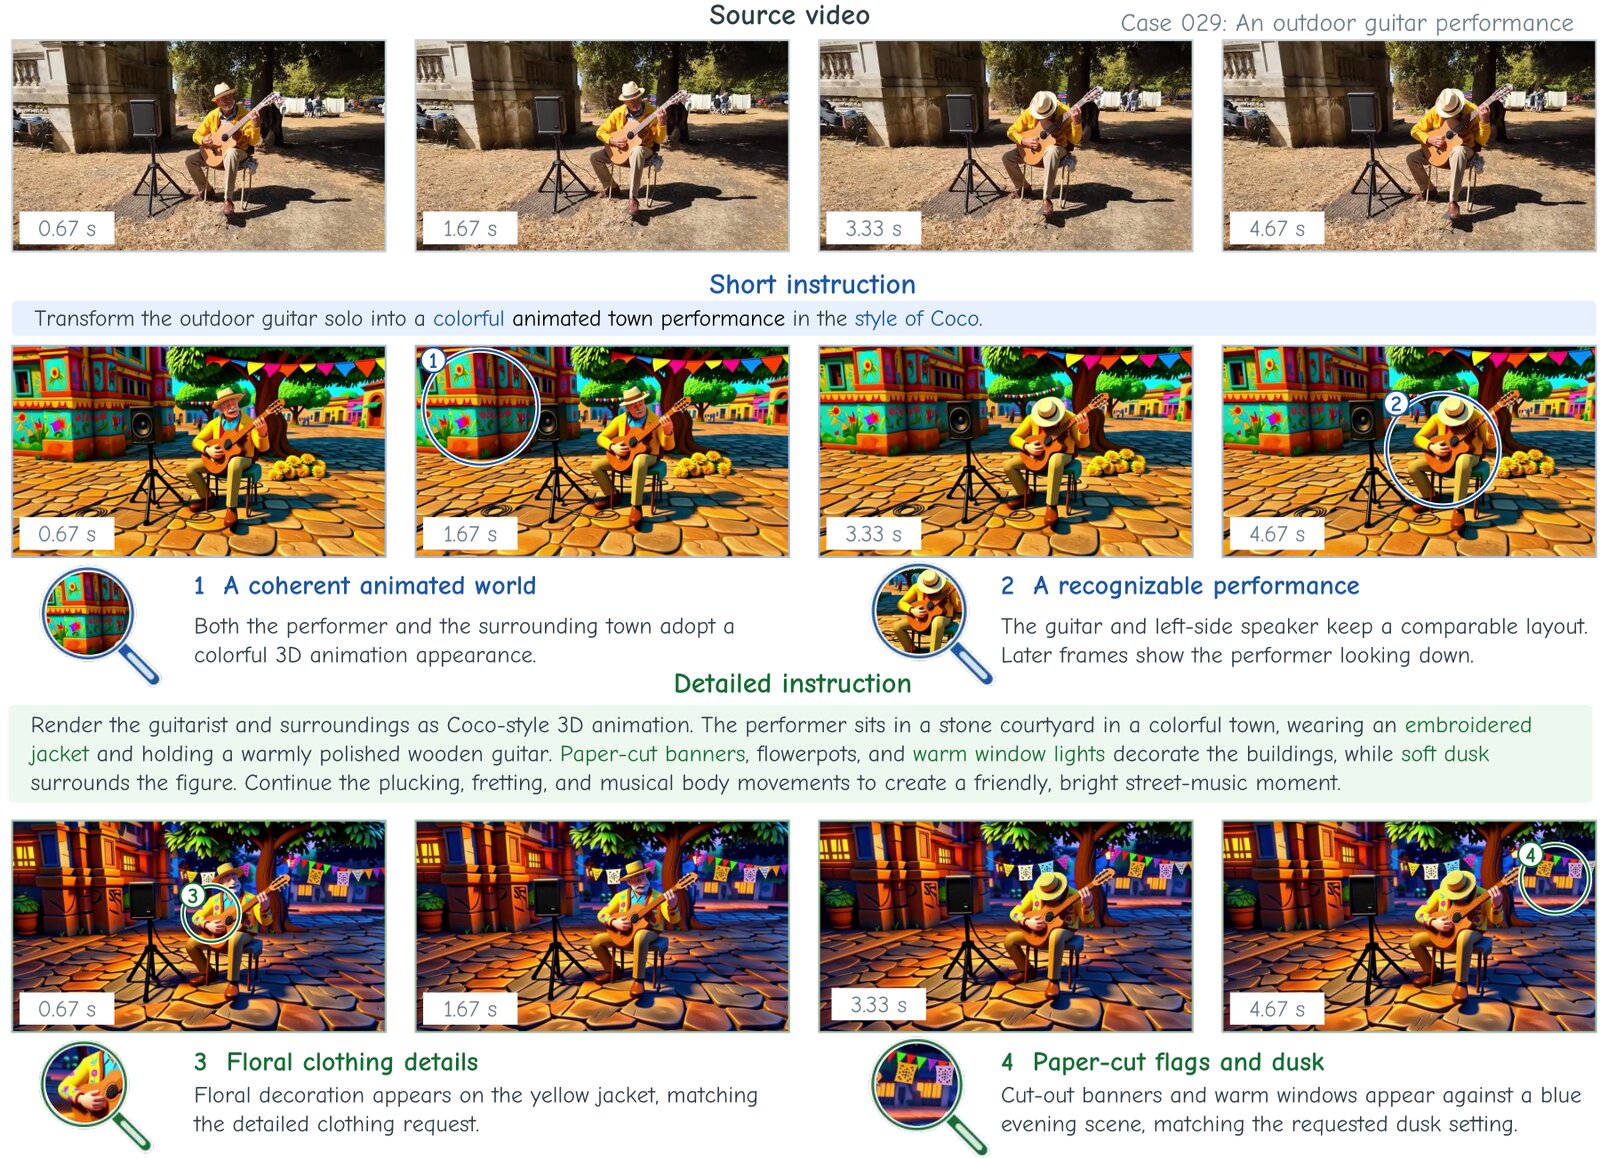 Source video
Case 029: An outdoor guitar performance
0.67 s
1.67 s
3.33 s
4.67 s
Short instruction
Transform the outdoor guitar solo into a colorful animated town performance in the style of Coco.
1
2
0.67 s
1.67 s
3.33 s
4.67 s
1 A coherent animated world
Both the performer and the surrounding town adopt a
colorful 3D animation appearance.
2 A recognizable performance
The guitar and left-side speaker keep a comparable layout.
Later frames show the performer looking down.
Detailed instruction
Render the guitarist and surroundings as Coco-style 3D animation. The performer sits in a stone courtyard in a colorful town, wearing an embroidered
jacket and holding a warmly polished wooden guitar. Paper-cut banners, flowerpots, and warm window lights decorate the buildings, while soft dusk
surrounds the figure. Continue the plucking, fretting, and musical body movements to create a friendly, bright street-music moment.
3
4
0.67 s
1.67 s
3.33 s
4.67 s
3 Floral clothing details
Floral decoration appears on the yellow jacket, matching
the detailed clothing request.
4 Paper-cut flags and dusk
Cut-out banners and warm windows appear against a blue
evening scene, matching the requested dusk setting.